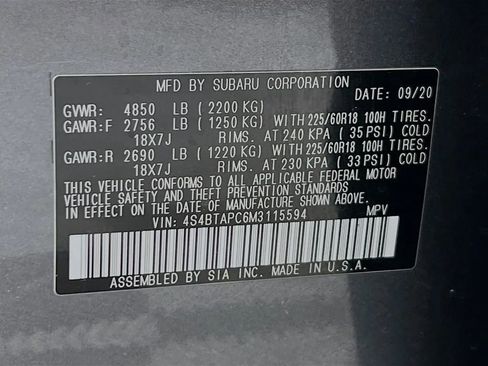 MFD BY SUBARU CORPORATION DATE: 09/20
GVWR: 4850 LB (2200 KG)
GAWR:F 2756 LB (1250 KG) WITH 225/60R18 100H TIRES.
18X7J RIMS. AT 240 KPA (35 PSI) COLD
GAWR:R 2690 LB (1220 KG) WITH 225/60R18 100H TIRES.
18X7J RIMS. AT 230 KPA (33 PSI) COLD
THIS VEHICLE CONFORMS TO ALL APPLICABLE FEDERAL MOTOR
VEHICLE SAFETY AND THEFT PREVENTION STANDARDS
IN EFFECT ON THE DATE OF MANUFACTURE SHOWN ABOVE.
VIN: 4S4BTAPC6M3115594 MPV
ASSEMBLED BY SIA INC. MADE IN U.S.A.